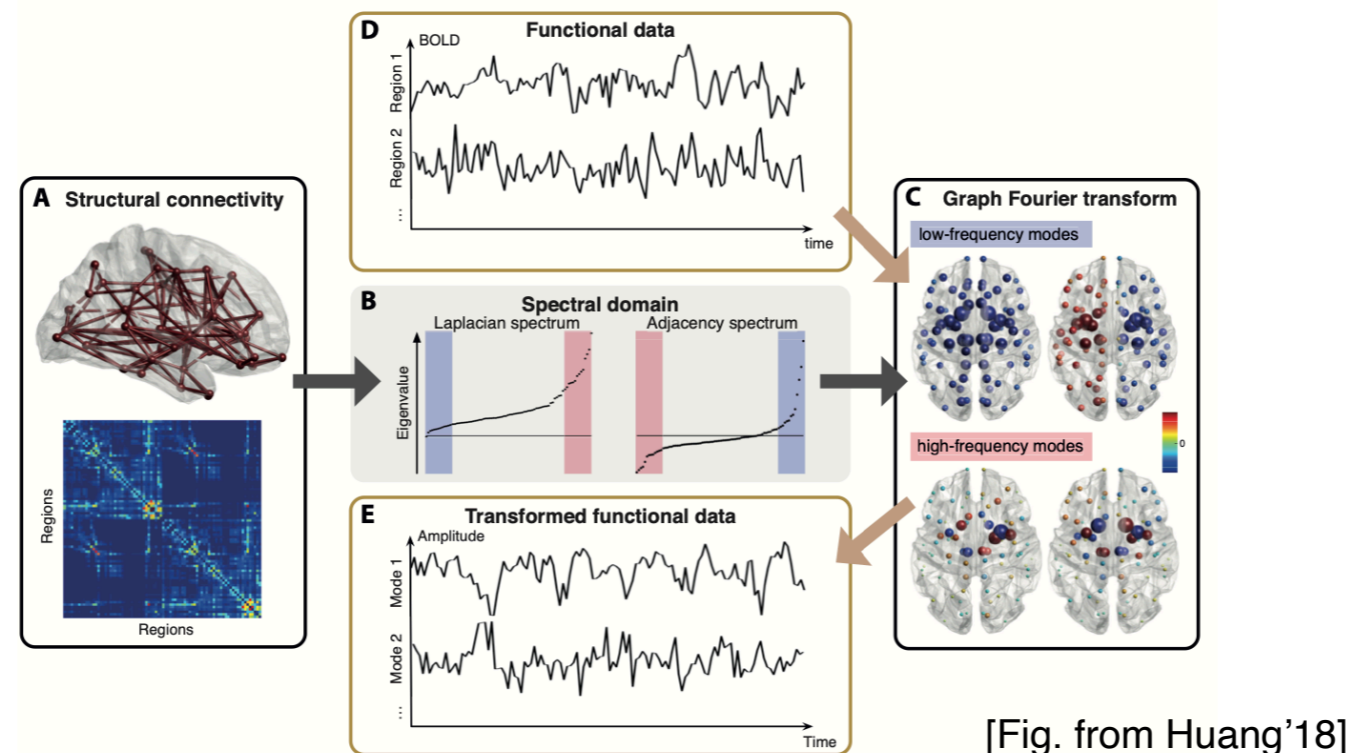 A Structural connectivity
Regions
Regions
D Functional data
BOLD
Region 1
Region 2
...
time
B Spectral domain
Laplacian spectrum
Adjacency spectrum
Eigenvalue
E Transformed functional data
Amplitude
Mode 1
Mode 2
...
Time
C Graph Fourier transform
low-frequency modes
high-frequency modes
0
[Fig. from Huang'18]